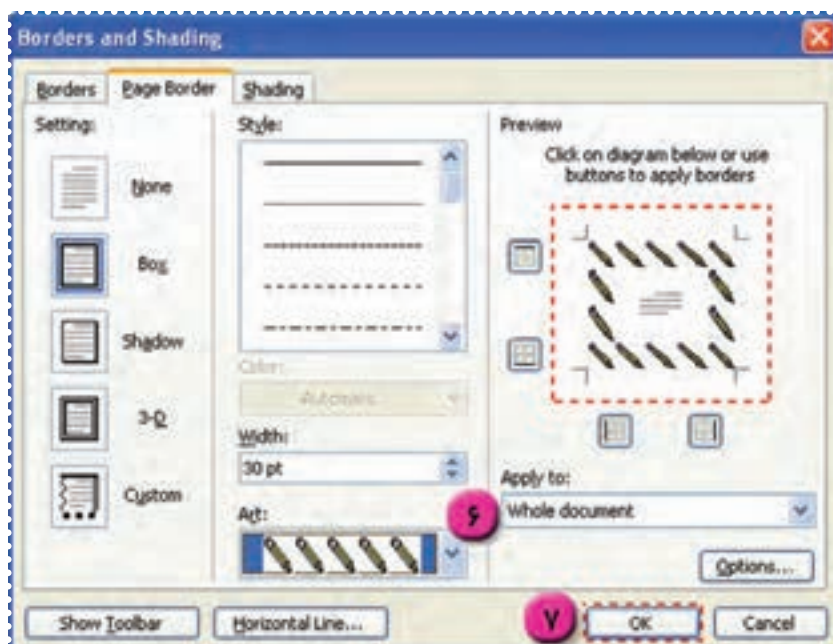 Borders and Shading
Borders Page Border Shading
Setting:
None
Box
Shadow
3-D
Custom
Style:
Color:
Automatic
Width:
30 pt
Art:
Preview
Click on diagram below or use
buttons to apply borders
۶
Apply to:
Whole document
Options...
Show Toolbar Horizontal Line... ۷ OK Cancel